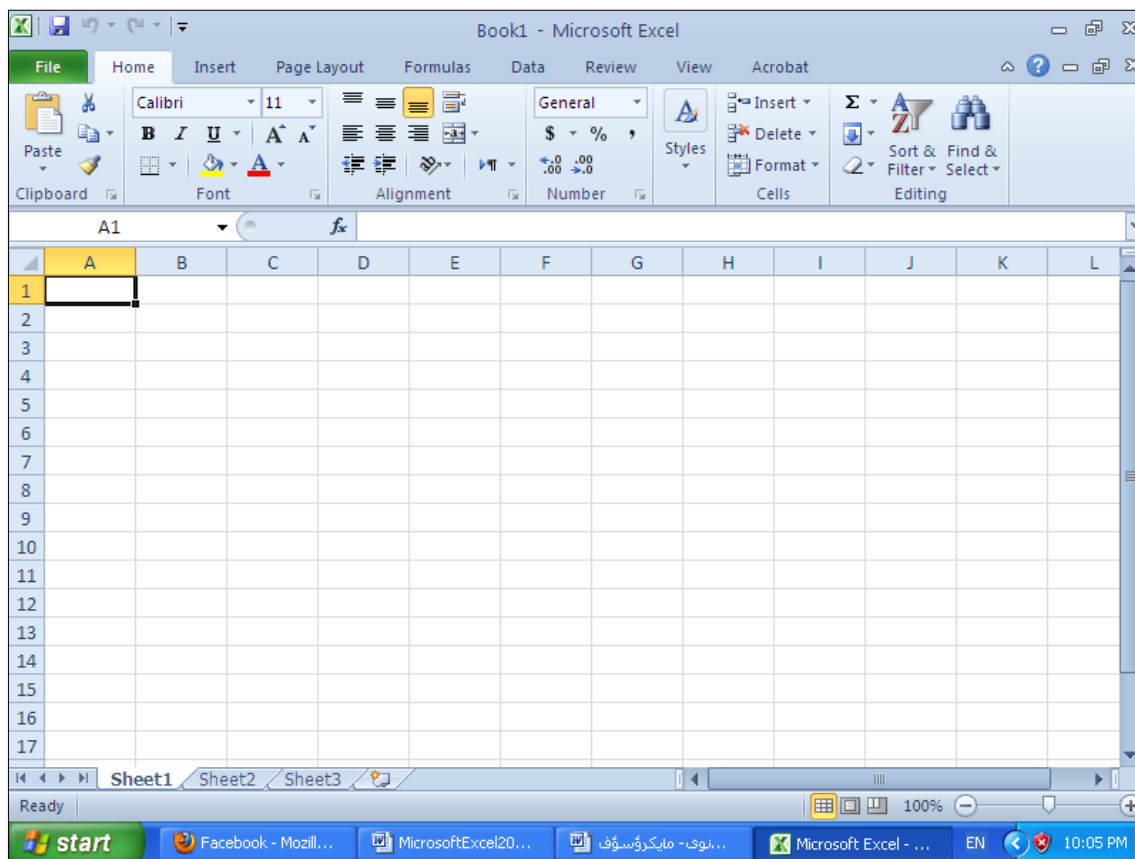 Book1 - Microsoft Excel
File Home Insert Page Layout Formulas Data Review View Acrobat
Calibri 11 General Insert Σ
B I U A A $ % , Delete
Paste Styles Sort & Find &
A Format Filter Select
Clipboard Font Alignment Number Cells Editing
A1 fx
A B C D E F G H I J K L
1
2
3
4
5
6
7
8
9
10
11
12
13
14
15
16
17
Sheet1 Sheet2 Sheet3
Ready 100%
start Facebook - Mozill... MicrosoftExcel20... نوی- مایکرؤسؤف... Microsoft Excel - ... EN 10:05 PM